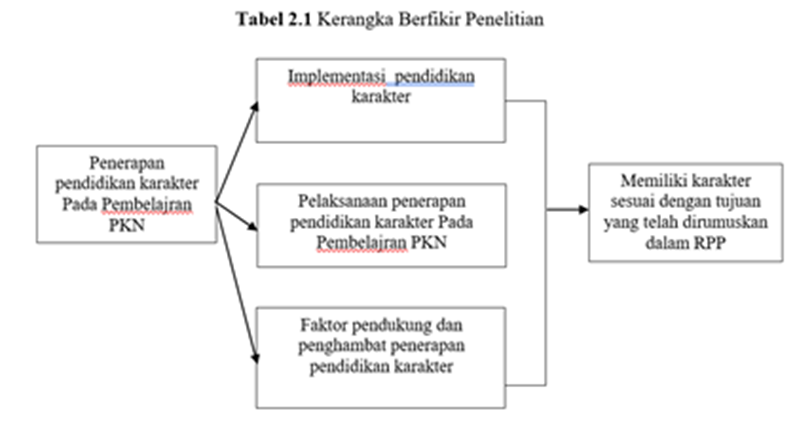 Tabel 2.1 Kerangka Berfikir Penelitian
Penerapan
pendidikan karakter
Pada Pembelajran
PKN
Implementasi pendidikan
karakter
Pelaksanaan penerapan
pendidikan karakter Pada
Pembelajran PKN
Faktor pendukung dan
penghambat penerapan
pendidikan karakter
Memiliki karakter
sesuai dengan tujuan
yang telah dirumuskan
dalam RPP